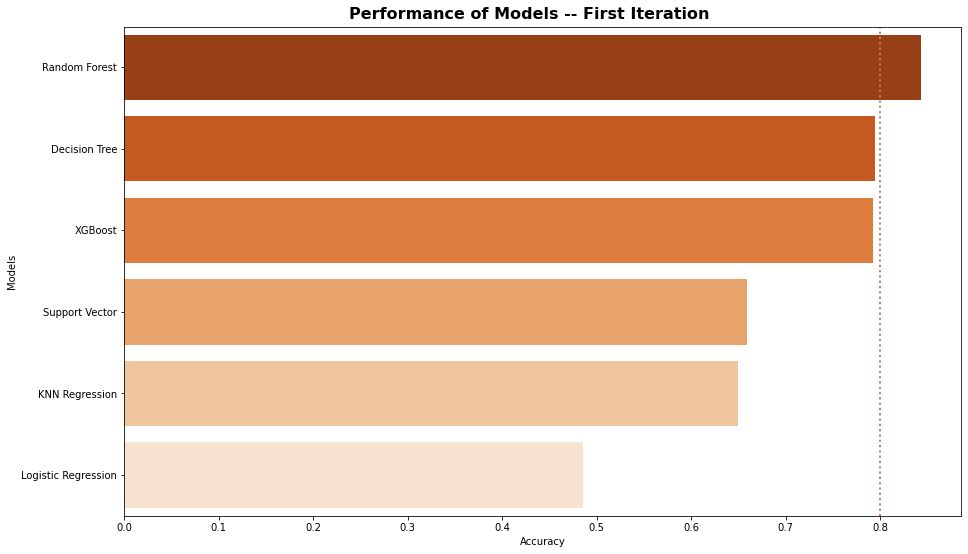 Performance of Models -- First Iteration
Random Forest
Decision Tree
XGBoost
Support Vector
KNN Regression
Logistic Regression
Models
0.0 0.1 0.2 0.3 0.4 0.5 0.6 0.7 0.8
Accuracy